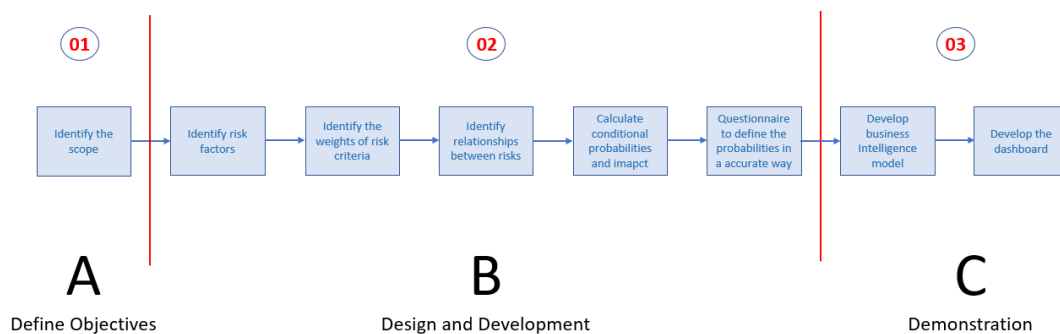 01
02
03
Identify the
scope
Identify risk
factors
Identify the
weights of risk
criteria
Identify
relationships
between risks
Calculate
conditional
probabilities
and imapct
Questionnaire
to define the
probabilities in
a accurate way
Develop
business
Intelligence
model
Develop the
dashboard
A
B
C
Define Objectives
Design and Development
Demonstration